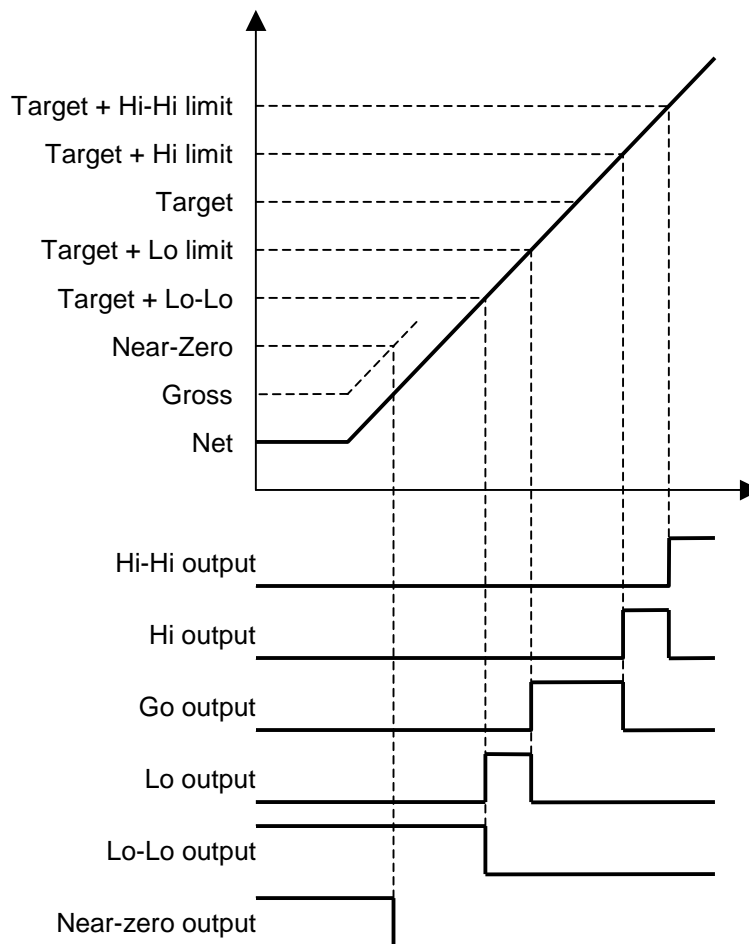 Target + Hi-Hi limit
Target + Hi limit
Target
Target + Lo limit
Target + Lo-Lo
Near-Zero
Gross
Net
Hi-Hi output
Hi output
Go output
Lo output
Lo-Lo output
Near-zero output